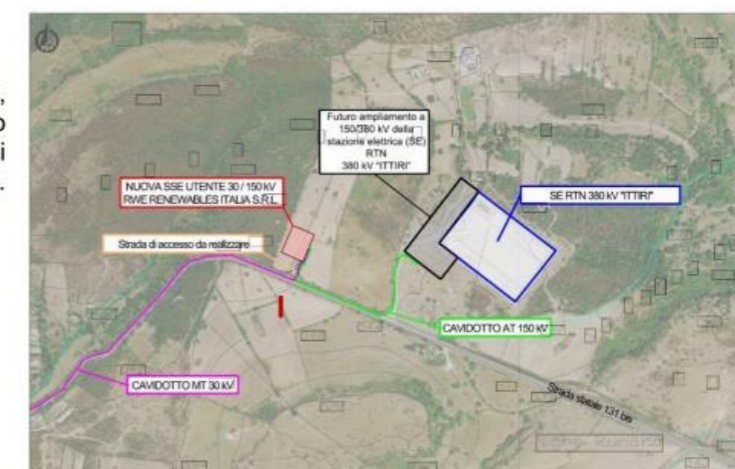 ,
o
i
.
Futuro ampliamento a
150/380 kV della
stazione elettrica (SE)
RTN
380 kV "ITTIRI"
NUOVA SSE UTENTE 30 / 150 kV
RWE RENEWABLES ITALIA S.R.L.
SE RTN 380 kV "ITTIRI"
Strada di accesso da realizzare
CAVIDOTTO AT 150 kV
CAVIDOTTO MT 30 kV
Strada statale 131 bis